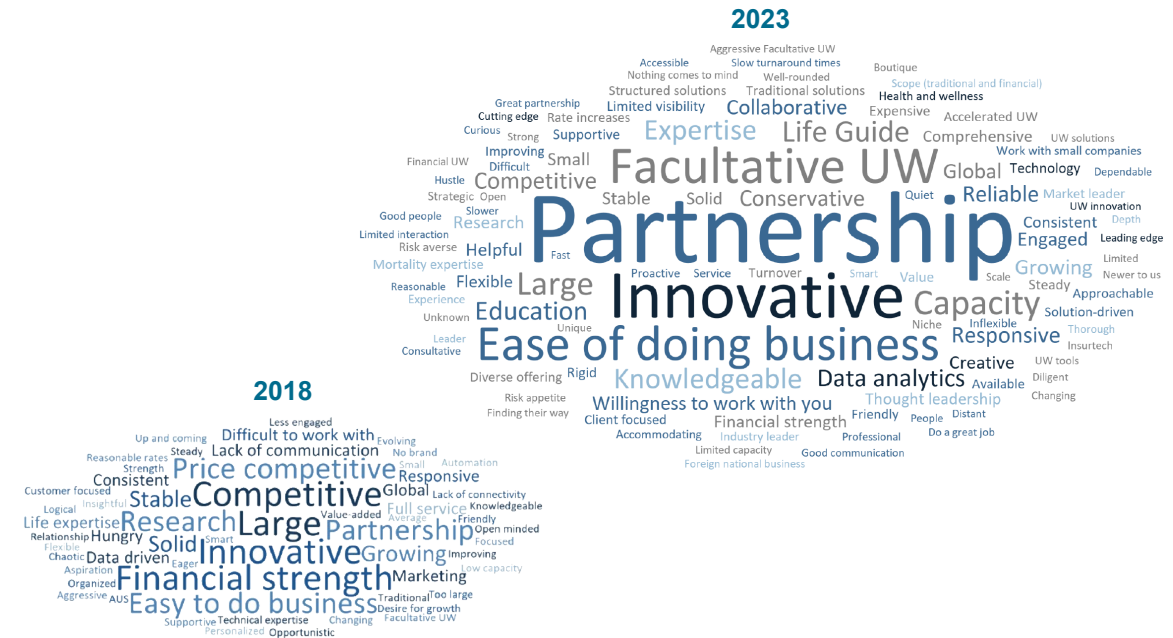 2023
Aggressive Facultative UW
Accessible Slow turnaround times
Nothing comes to mind Well-rounded Boutique
Structured solutions Traditional solutions Scope (traditional and financial)
Great partnership Limited visibility Collaborative Health and wellness
Cutting edge Rate increases Expensive Accelerated UW
Curious Strong Supportive Expertise Life Guide Comprehensive UW solutions
Improving Small Facultative UW Work with small companies
Financial UW Difficult Global Technology Dependable
Hustle Competitive
Strategic Open Stable Solid Conservative Quiet Reliable Market leader
Slower Partnership UW innovation
Good people Research Consistent Depth
Limited interaction Engaged Leading edge
Risk averse Helpful Fast Limited
Mortality expertise Proactive Service Turnover Smart Value Scale Growing Newer to us
Reasonable Flexible Large Innovative Steady Approachable
Experience Education Capacity Solution-driven
Unknown Unique Niche Inflexible
Leader Ease of doing business Responsive Thorough
Consultative Insurtech
Creative UW tools
Diverse offering Rigid Knowledgeable Data analytics Available Diligent
Risk appetite Willingness to work with you Thought leadership Changing
Finding their way Client focused Financial strength Friendly People Distant
Accommodating Industry leader Professional Do a great job
Limited capacity Good communication
Foreign national business
2018
Less engaged
Up and coming Difficult to work with Evolving
Reasonable rates Steady Lack of communication No brand
Strength Price competitive Small Automation
Consistent Responsive
Customer focused Stable Competitive Global Lack of connectivity
Logical Insightful Full service Knowledgeable
Life expertise Research Large Value-added Average Friendly
Relationship Hungry Partnership Open minded
Flexible Solid Smart Focused
Chaotic Data driven Innovative Growing Improving
Aspiration Eager Low capacity
Organized Financial strength Marketing
Aggressive AUS Easy to do business Traditional Too large
Desire for growth
Supportive Technical expertise Changing Facultative UW
Personalized Opportunistic